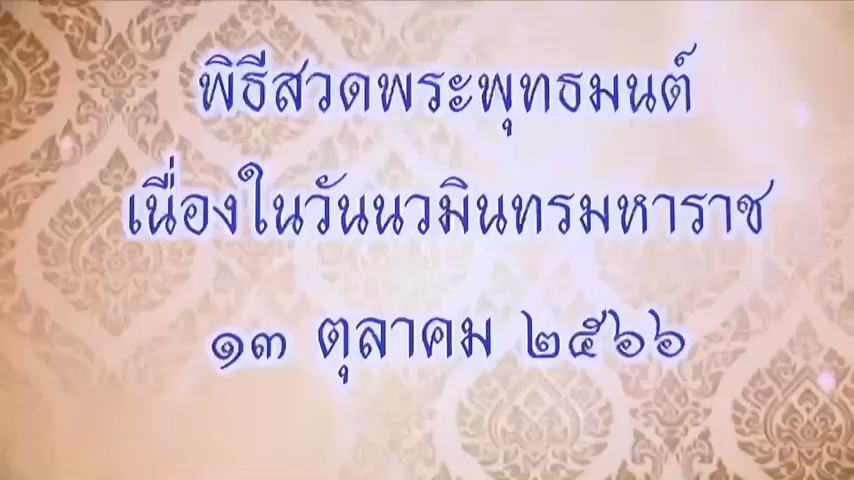 พิธีสวดพระพุทธมนต์
เนื่องในวันนวมินทรมหาราช
๑๓ ตุลาคม ๒๕๖๖